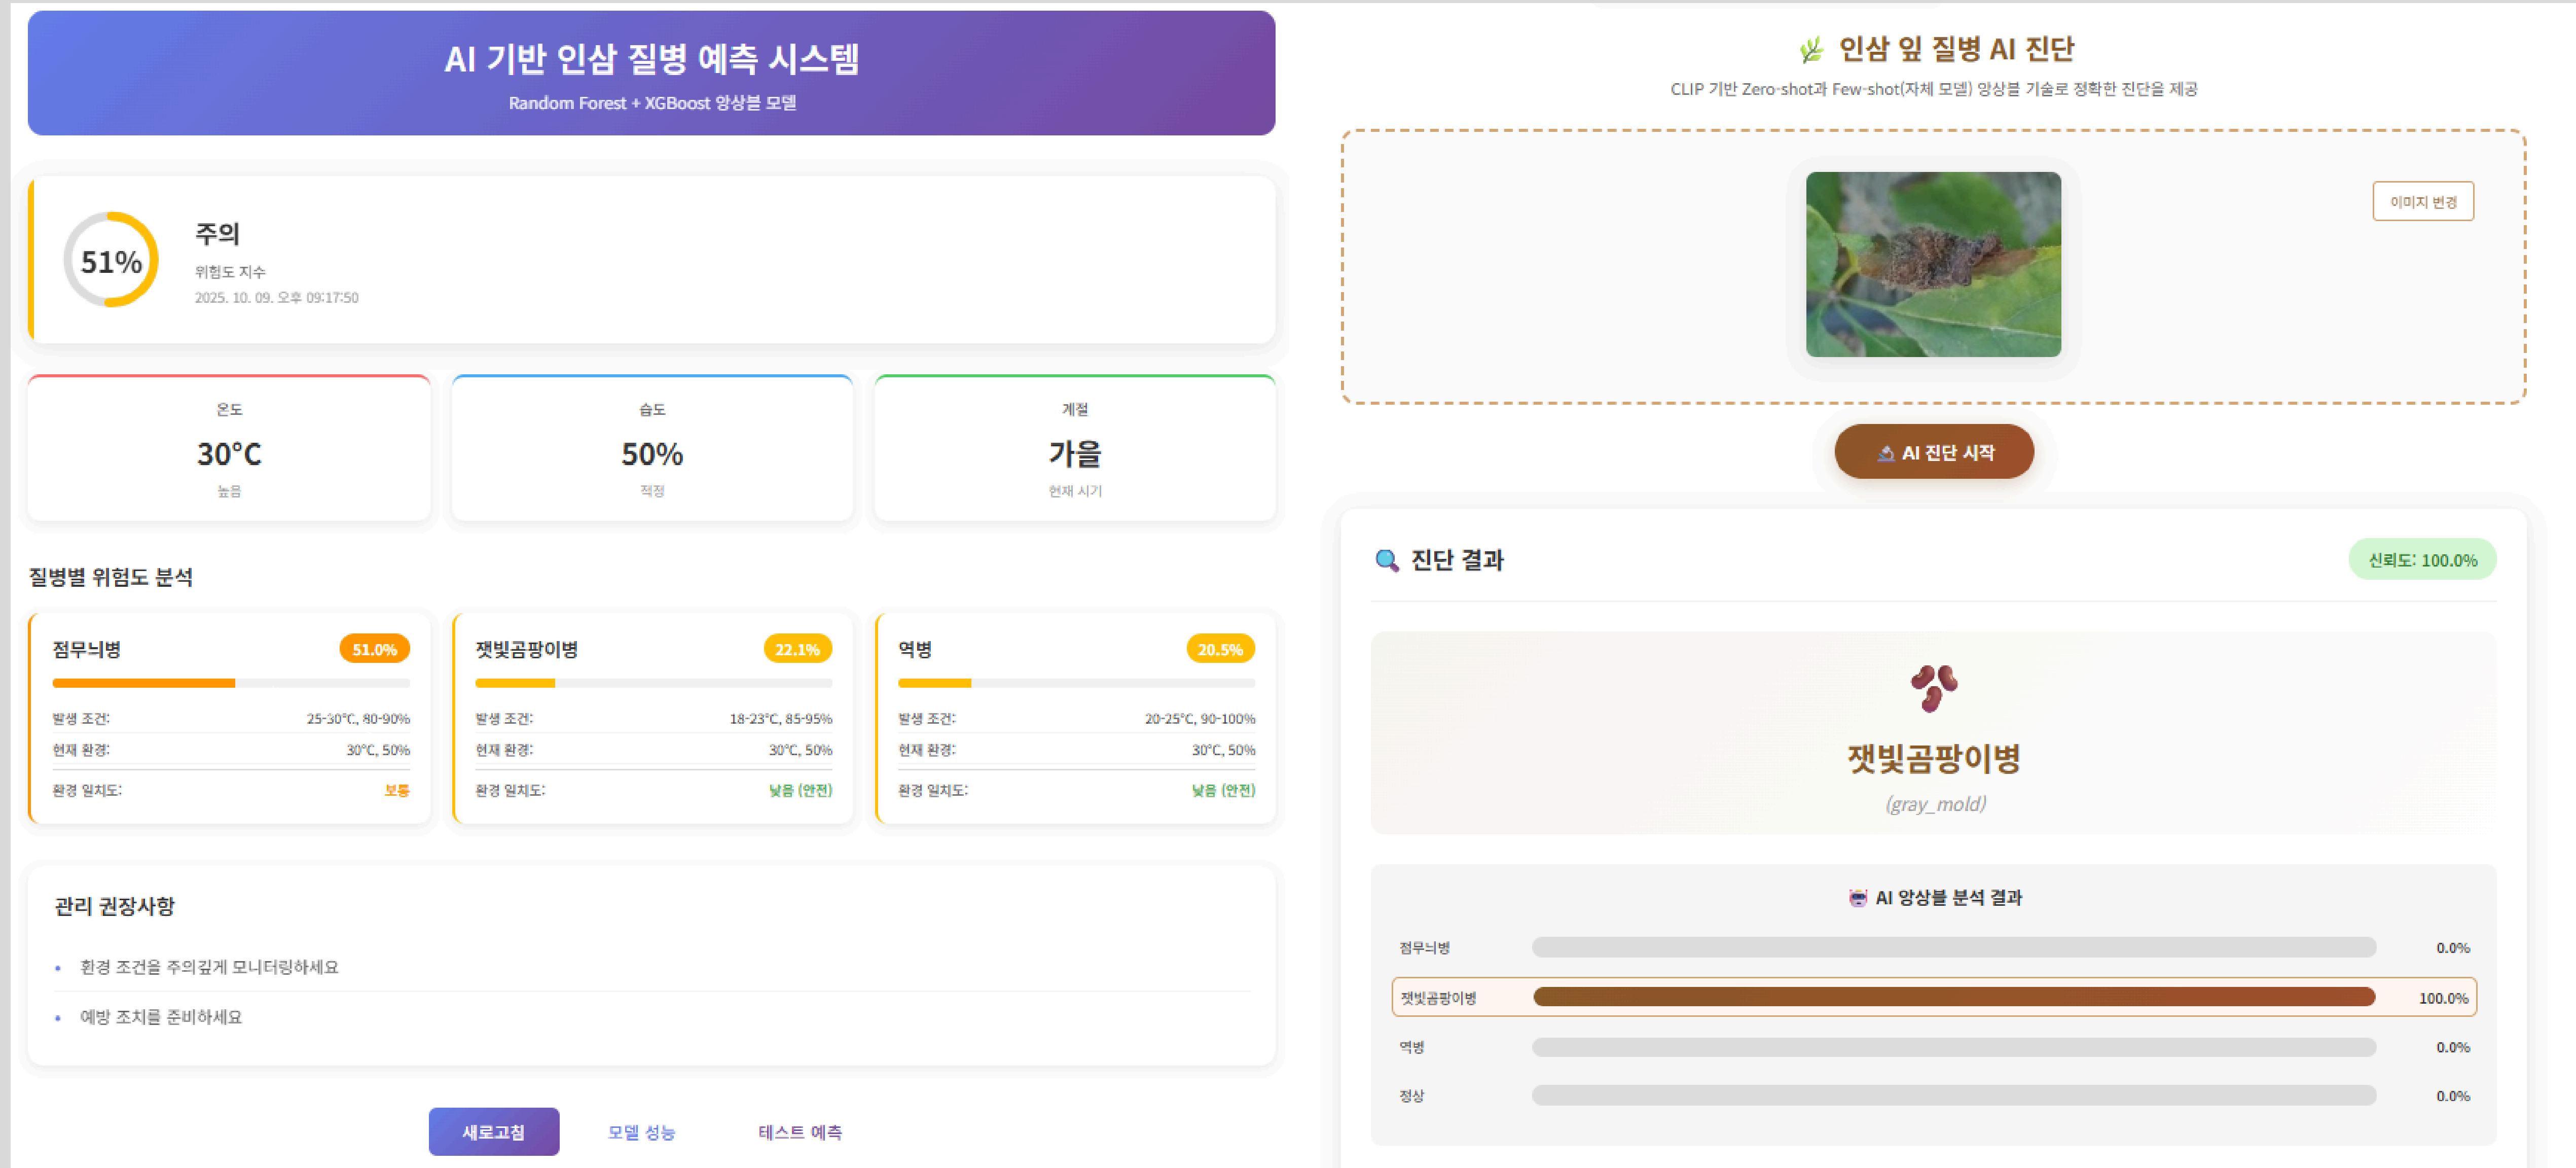 AI 기반 인삼 질병 예측 시스템
Random Forest + XGBoost 앙상블 모델
51%
주의
위험도 지수
2025. 10. 09. 오후 09:17:50
온도
30°C
높음
습도
50%
적정
계절
가을
현재 시기
질병별 위험도 분석
점무늬병 51.0%
발생 조건: 25-30°C, 80-90%
현재 환경: 30°C, 50%
환경 일치도: 보통
잿빛곰팡이병 22.1%
발생 조건: 18-23°C, 85-95%
현재 환경: 30°C, 50%
환경 일치도: 낮음 (안전)
역병 20.5%
발생 조건: 20-25°C, 90-100%
현재 환경: 30°C, 50%
환경 일치도: 낮음 (안전)
관리 권장사항
• 환경 조건을 주의깊게 모니터링하세요
• 예방 조치를 준비하세요
새로고침 모델 성능 테스트 예측
인삼 잎 질병 AI 진단
CLIP 기반 Zero-shot과 Few-shot(자체 모델) 앙상블 기술로 정확한 진단을 제공
이미지 변경
AI 진단 시작
진단 결과
신뢰도: 100.0%
잿빛곰팡이병
(gray_mold)
AI 앙상블 분석 결과
점무늬병 0.0%
잿빛곰팡이병 100.0%
역병 0.0%
정상 0.0%